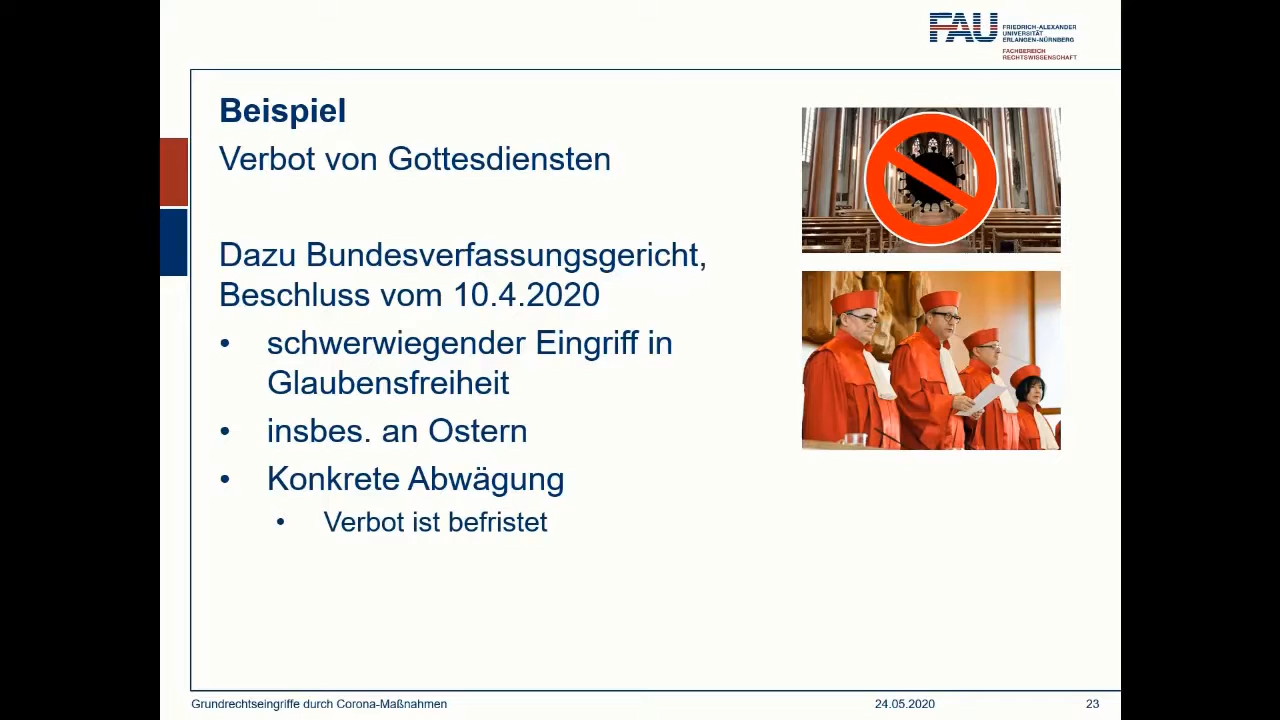 FAU
FRIEDRICH-ALEXANDER
UNIVERSITÄT
ERLANGEN-NÜRNBERG
FACHBEREICH
RECHTSWISSENSCHAFT
Beispiel
Verbot von Gottesdiensten
Dazu Bundesverfassungsgericht,
Beschluss vom 10.4.2020
• schwerwiegender Eingriff in
Glaubensfreiheit
• insbes. an Ostern
• Konkrete Abwägung
• Verbot ist befristet
Grundrechtseingriffe durch Corona-Maßnahmen 24.05.2020 23